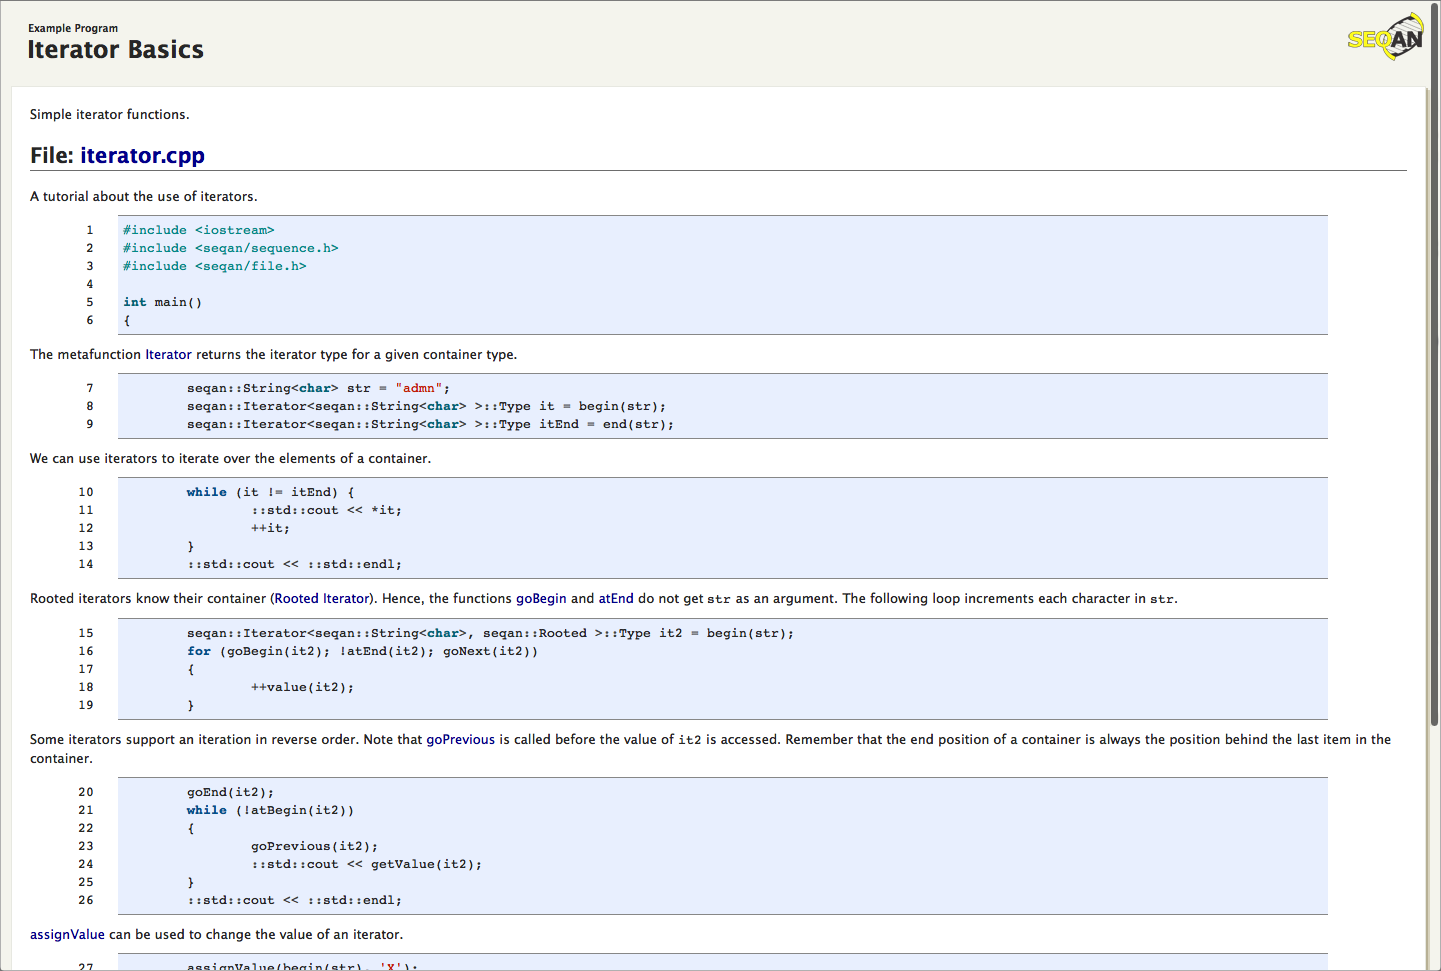 Example Program
Iterator Basics
SEQAN
Simple iterator functions.
File: iterator.cpp
A tutorial about the use of iterators.
1 #include <iostream>
2 #include <seqan/sequence.h>
3 #include <seqan/file.h>
4
5 int main()
6 {
The metafunction Iterator returns the iterator type for a given container type.
7 seqan::String<char> str = "admn";
8 seqan::Iterator<seqan::String<char> >::Type it = begin(str);
9 seqan::Iterator<seqan::String<char> >::Type itEnd = end(str);
We can use iterators to iterate over the elements of a container.
10 while (it != itEnd) {
11 ::std::cout << *it;
12 ++it;
13 }
14 ::std::cout << ::std::endl;
Rooted iterators know their container (Rooted Iterator). Hence, the functions goBegin and atEnd do not get str as an argument. The following loop increments each character in str.
15 seqan::Iterator<seqan::String<char>, seqan::Rooted >::Type it2 = begin(str);
16 for (goBegin(it2); !atEnd(it2); goNext(it2))
17 {
18 ++value(it2);
19 }
Some iterators support an iteration in reverse order. Note that goPrevious is called before the value of it2 is accessed. Remember that the end position of a container is always the position behind the last item in the
container.
20 goEnd(it2);
21 while (!atBegin(it2))
22 {
23 goPrevious(it2);
24 ::std::cout << getValue(it2);
25 }
26 ::std::cout << ::std::endl;
assignValue can be used to change the value of an iterator.
27 assignValue(begin(str), 'X');